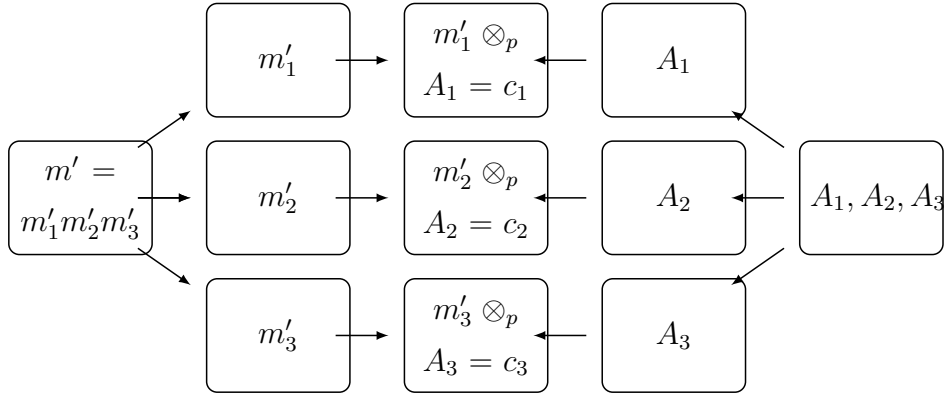 m′₁
m′₁ ⊗ₚ
A₁ = c₁
A₁
m′ =
m′₁m′₂m′₃
m′₂
m′₂ ⊗ₚ
A₂ = c₂
A₂
A₁, A₂, A₃
m′₃
m′₃ ⊗ₚ
A₃ = c₃
A₃